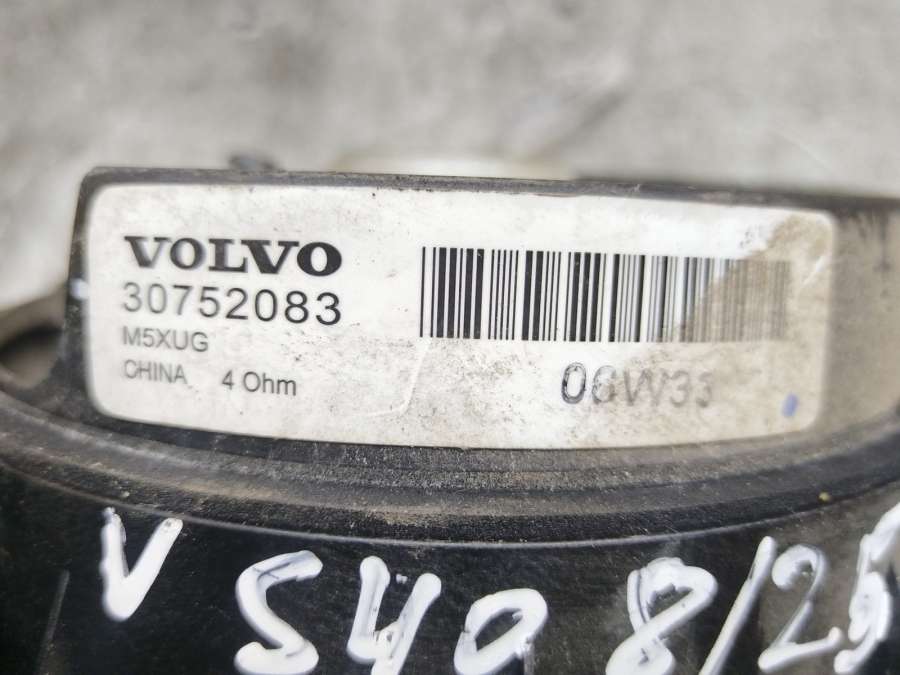 VOLVO
30752083
M5XUG
CHINA 4 Ohm
06W33
V S40 8/25